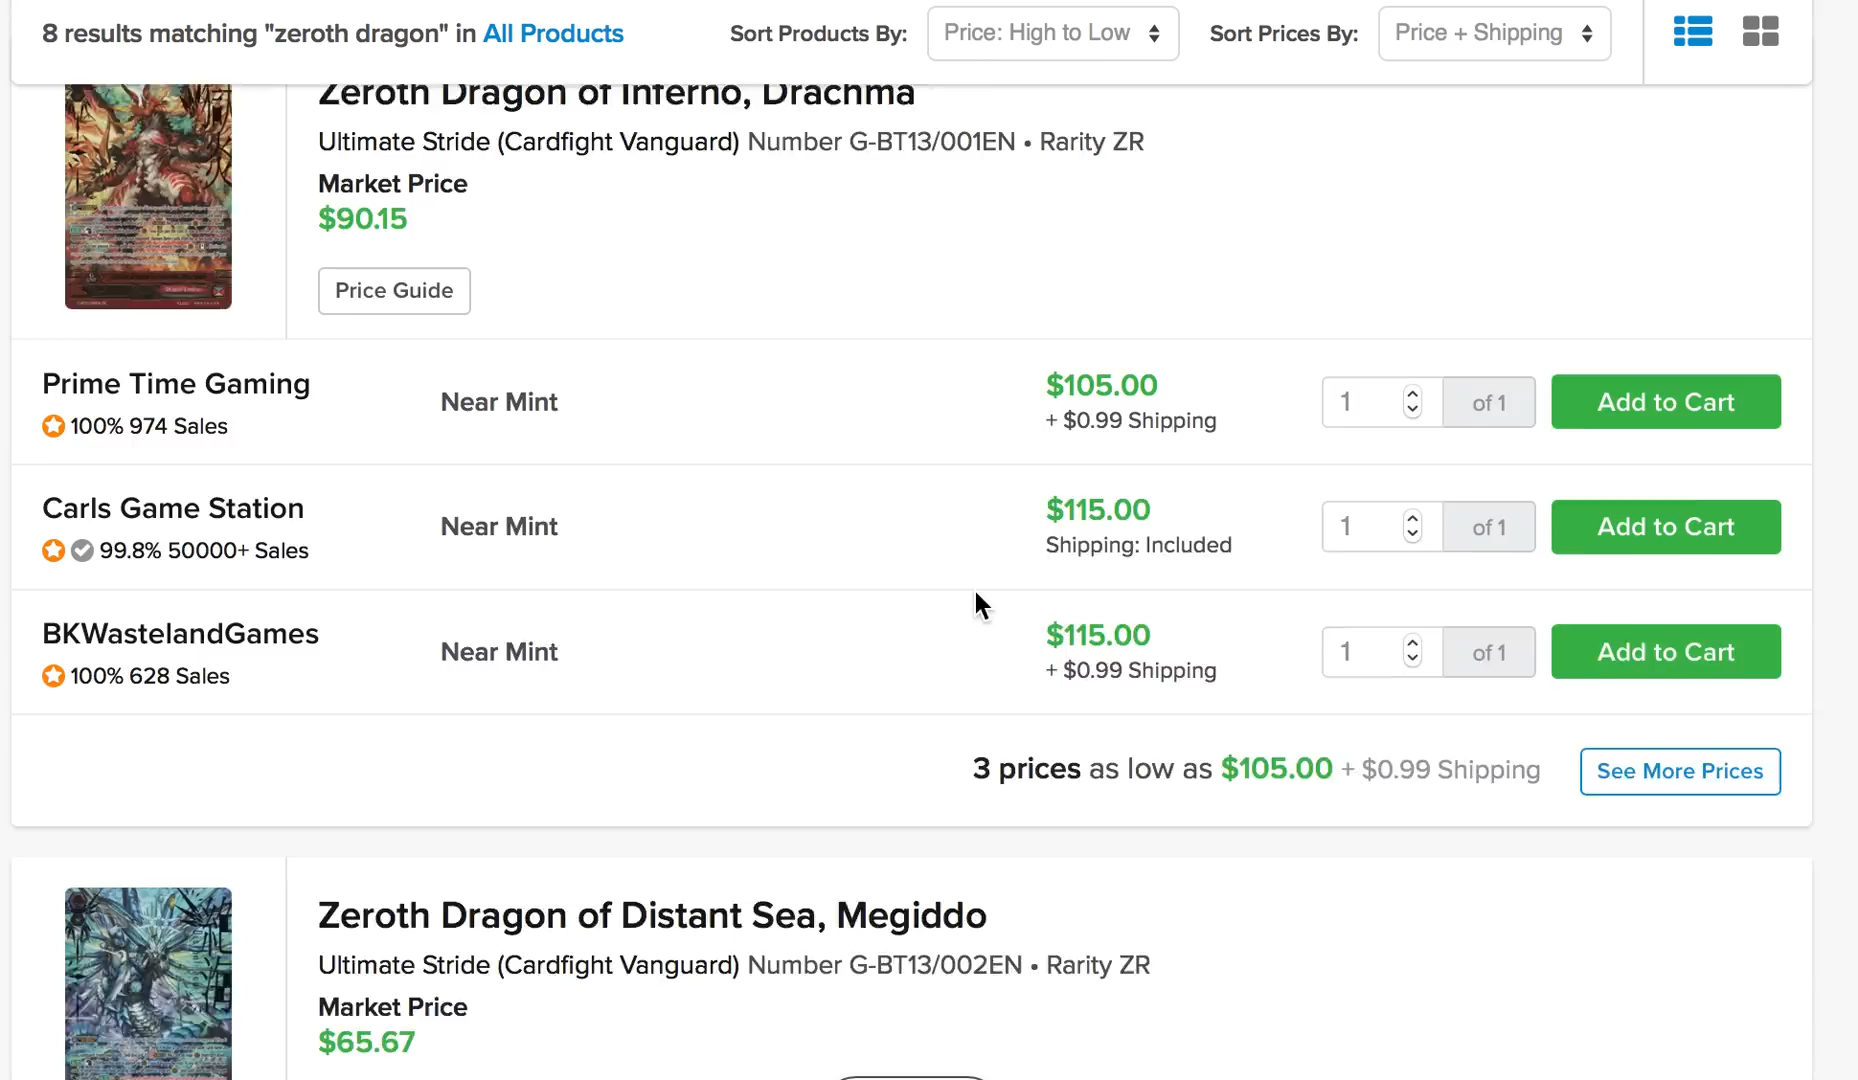 8 results matching "zeroth dragon" in All Products
Sort Products By:
Price: High to Low
Sort Prices By:
Price + Shipping
Zeroth Dragon of Inferno, Drachma
Ultimate Stride (Cardfight Vanguard) Number G-BT13/001EN • Rarity ZR
Market Price
$90.15
Price Guide
Prime Time Gaming
100% 974 Sales
Near Mint
$105.00
+ $0.99 Shipping
1
of 1
Add to Cart
Carls Game Station
99.8% 50000+ Sales
Near Mint
$115.00
Shipping: Included
1
of 1
Add to Cart
BKWastelandGames
100% 628 Sales
Near Mint
$115.00
+ $0.99 Shipping
1
of 1
Add to Cart
3 prices as low as $105.00 + $0.99 Shipping
See More Prices
Zeroth Dragon of Distant Sea, Megiddo
Ultimate Stride (Cardfight Vanguard) Number G-BT13/002EN • Rarity ZR
Market Price
$65.67